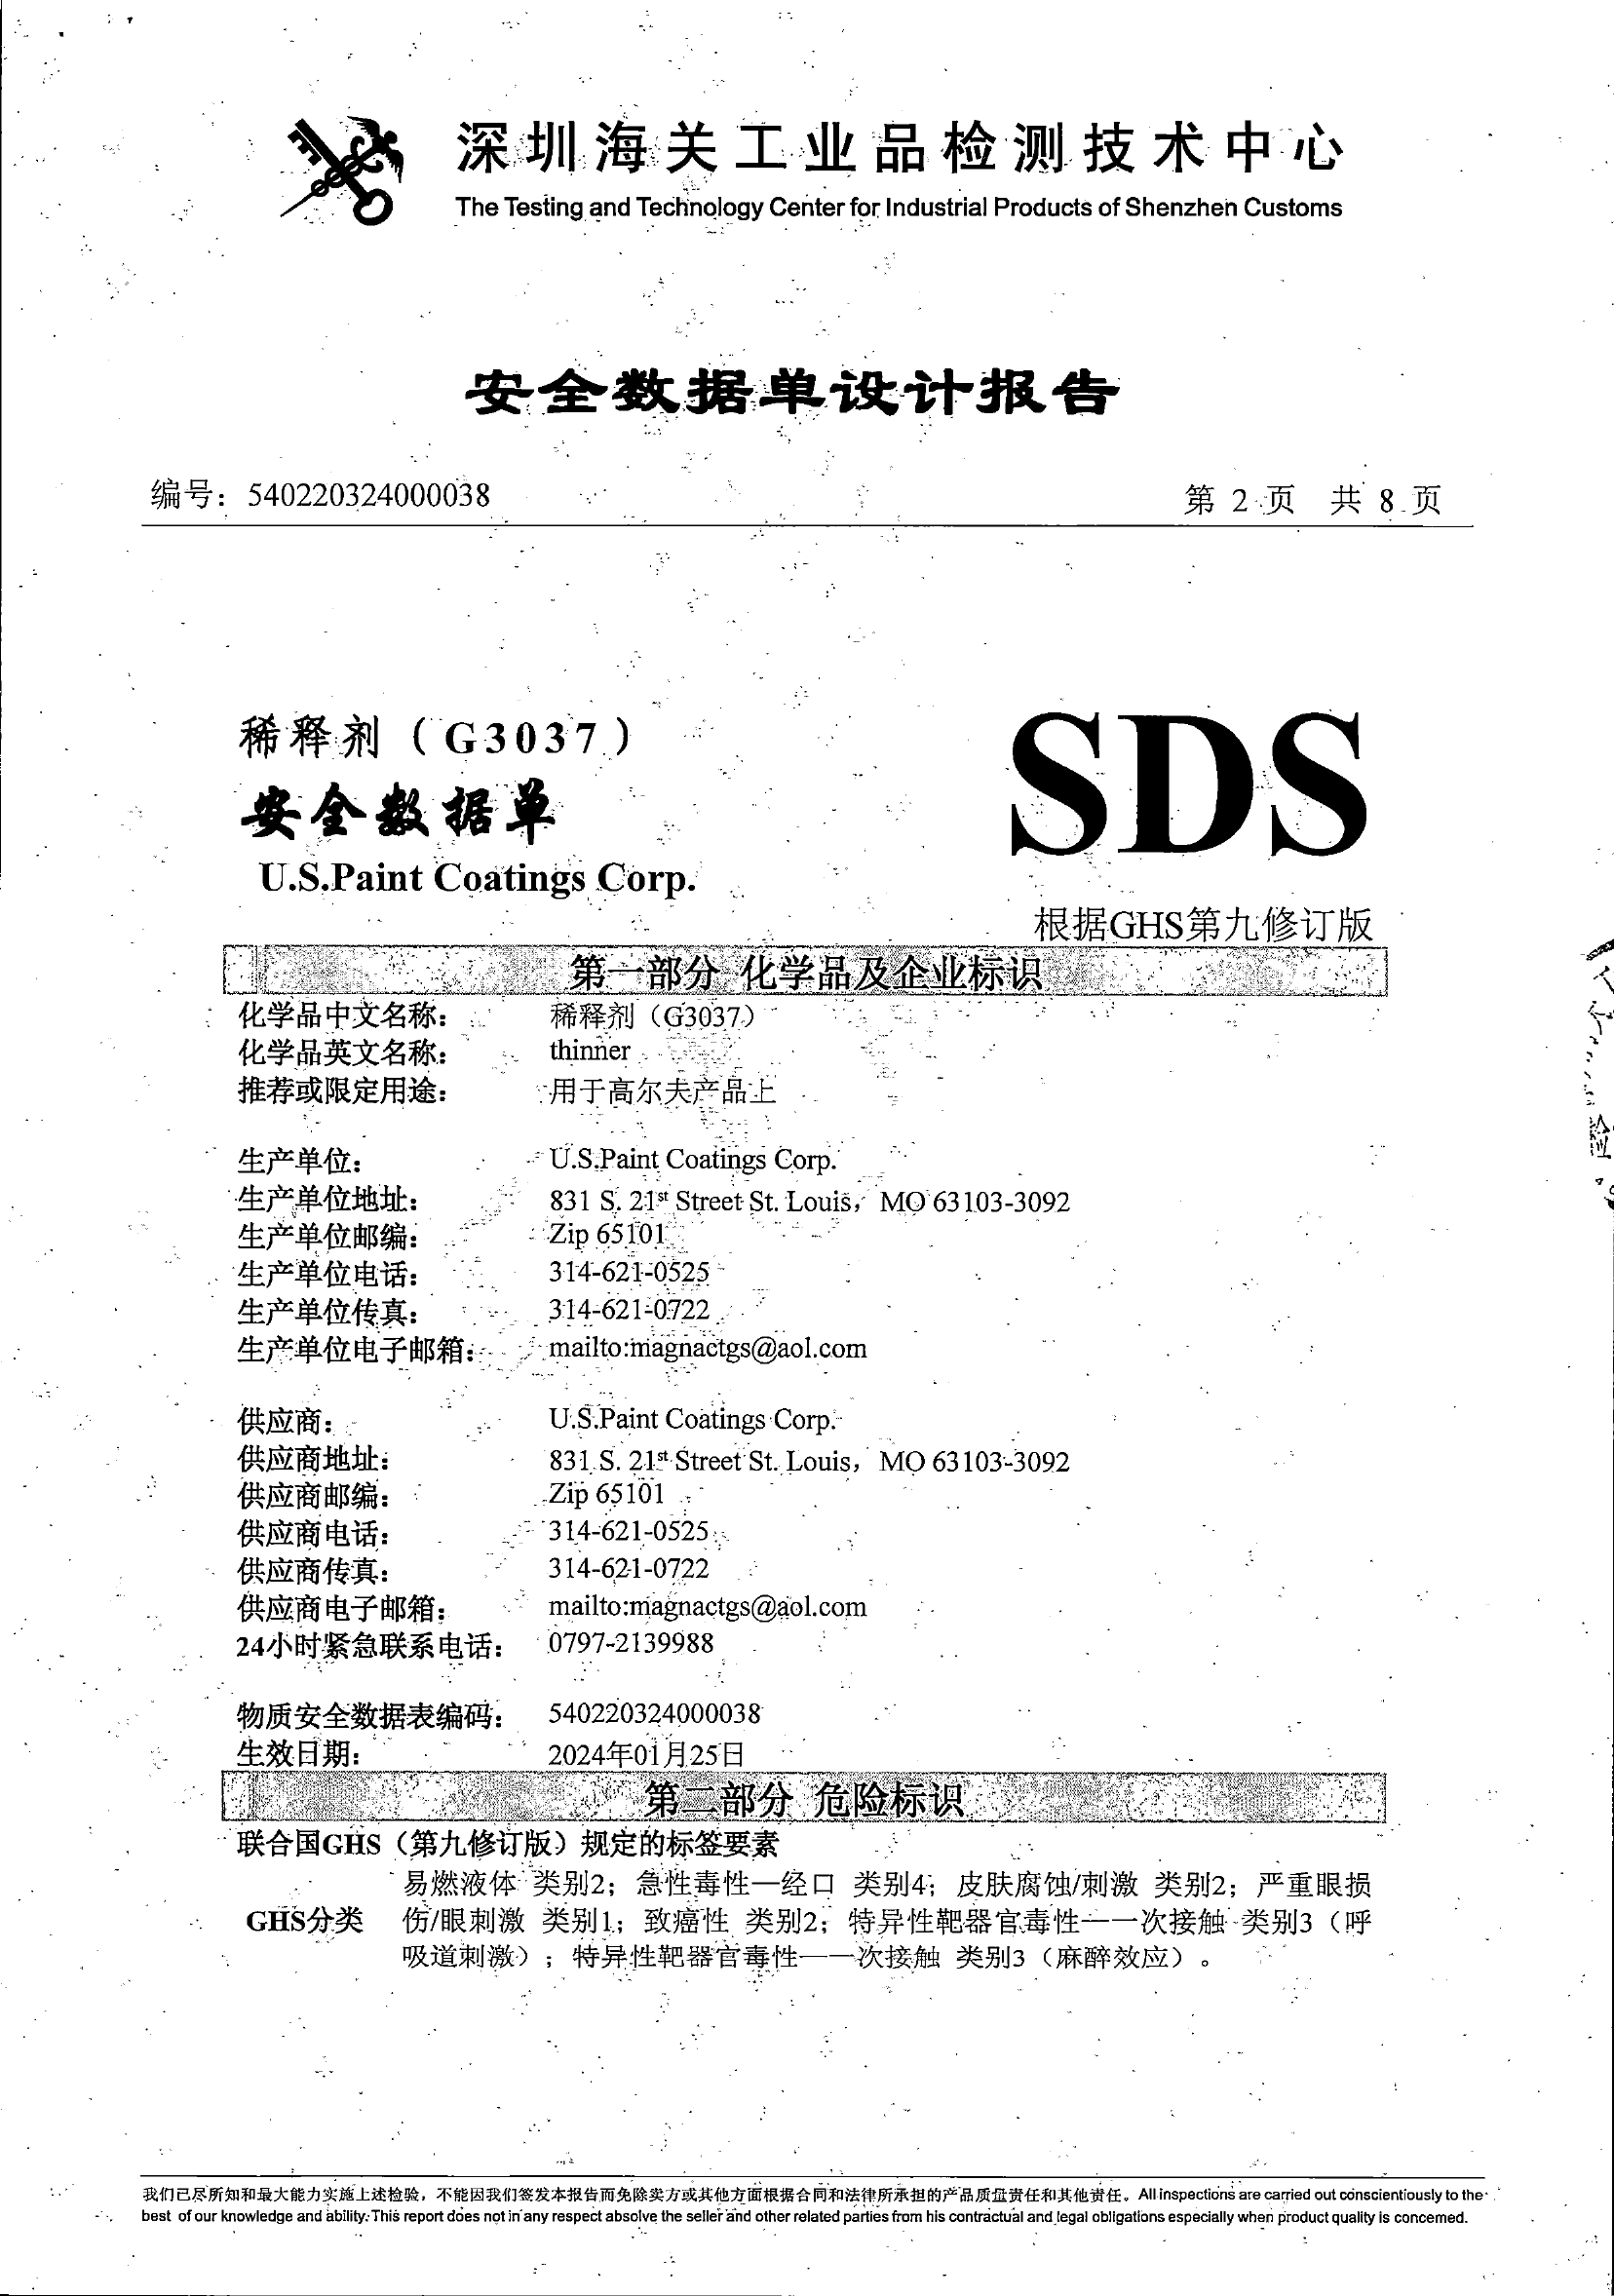 深圳海关工业品检测技术中心
The Testing and Technology Center for Industrial Products of Shenzhen Customs
安全数据单设计报告
编号：540220324000038 第 2 页 共 8 页
稀释剂（G3037）
安全数据单
SDS
U.S.Paint Coatings Corp.
根据GHS第九修订版
第一部分 化学品及企业标识
化学品中文名称： 稀释剂（G3037）
化学品英文名称： thinner
推荐或限定用途： 用于高尔夫产品上
生产单位： U.S.Paint Coatings Corp.
生产单位地址： 831 S. 21st Street St. Louis，MO 63103-3092
生产单位邮编： Zip 65101
生产单位电话： 314-621-0525
生产单位传真： 314-621-0722
生产单位电子邮箱： mailto:magnactgs@aol.com
供应商： U.S.Paint Coatings Corp.
供应商地址： 831 S. 21st Street St. Louis，MO 63103-3092
供应商邮编： Zip 65101
供应商电话： 314-621-0525
供应商传真： 314-621-0722
供应商电子邮箱： mailto:magnactgs@aol.com
24小时紧急联系电话： 0797-2139988
物质安全数据表编码： 540220324000038
生效日期： 2024年01月25日
第二部分 危险标识
联合国GHS（第九修订版）规定的标签要素
易燃液体 类别2；急性毒性—经口 类别4；皮肤腐蚀/刺激 类别2；严重眼损
GHS分类 伤/眼刺激 类别1；致癌性 类别2；特异性靶器官毒性——一次接触 类别3（呼
吸道刺激）；特异性靶器官毒性——一次接触 类别3（麻醉效应）。
我们已尽所知和最大能力实施上述检验，不能因我们签发本报告而免除卖方或其他方面根据合同和法律所承担的产品质量责任和其他责任。All inspections are carried out conscientiously to the
best of our knowledge and ability. This report does not in any respect absolve the seller and other related parties from his contractual and legal obligations especially when product quality is concerned.